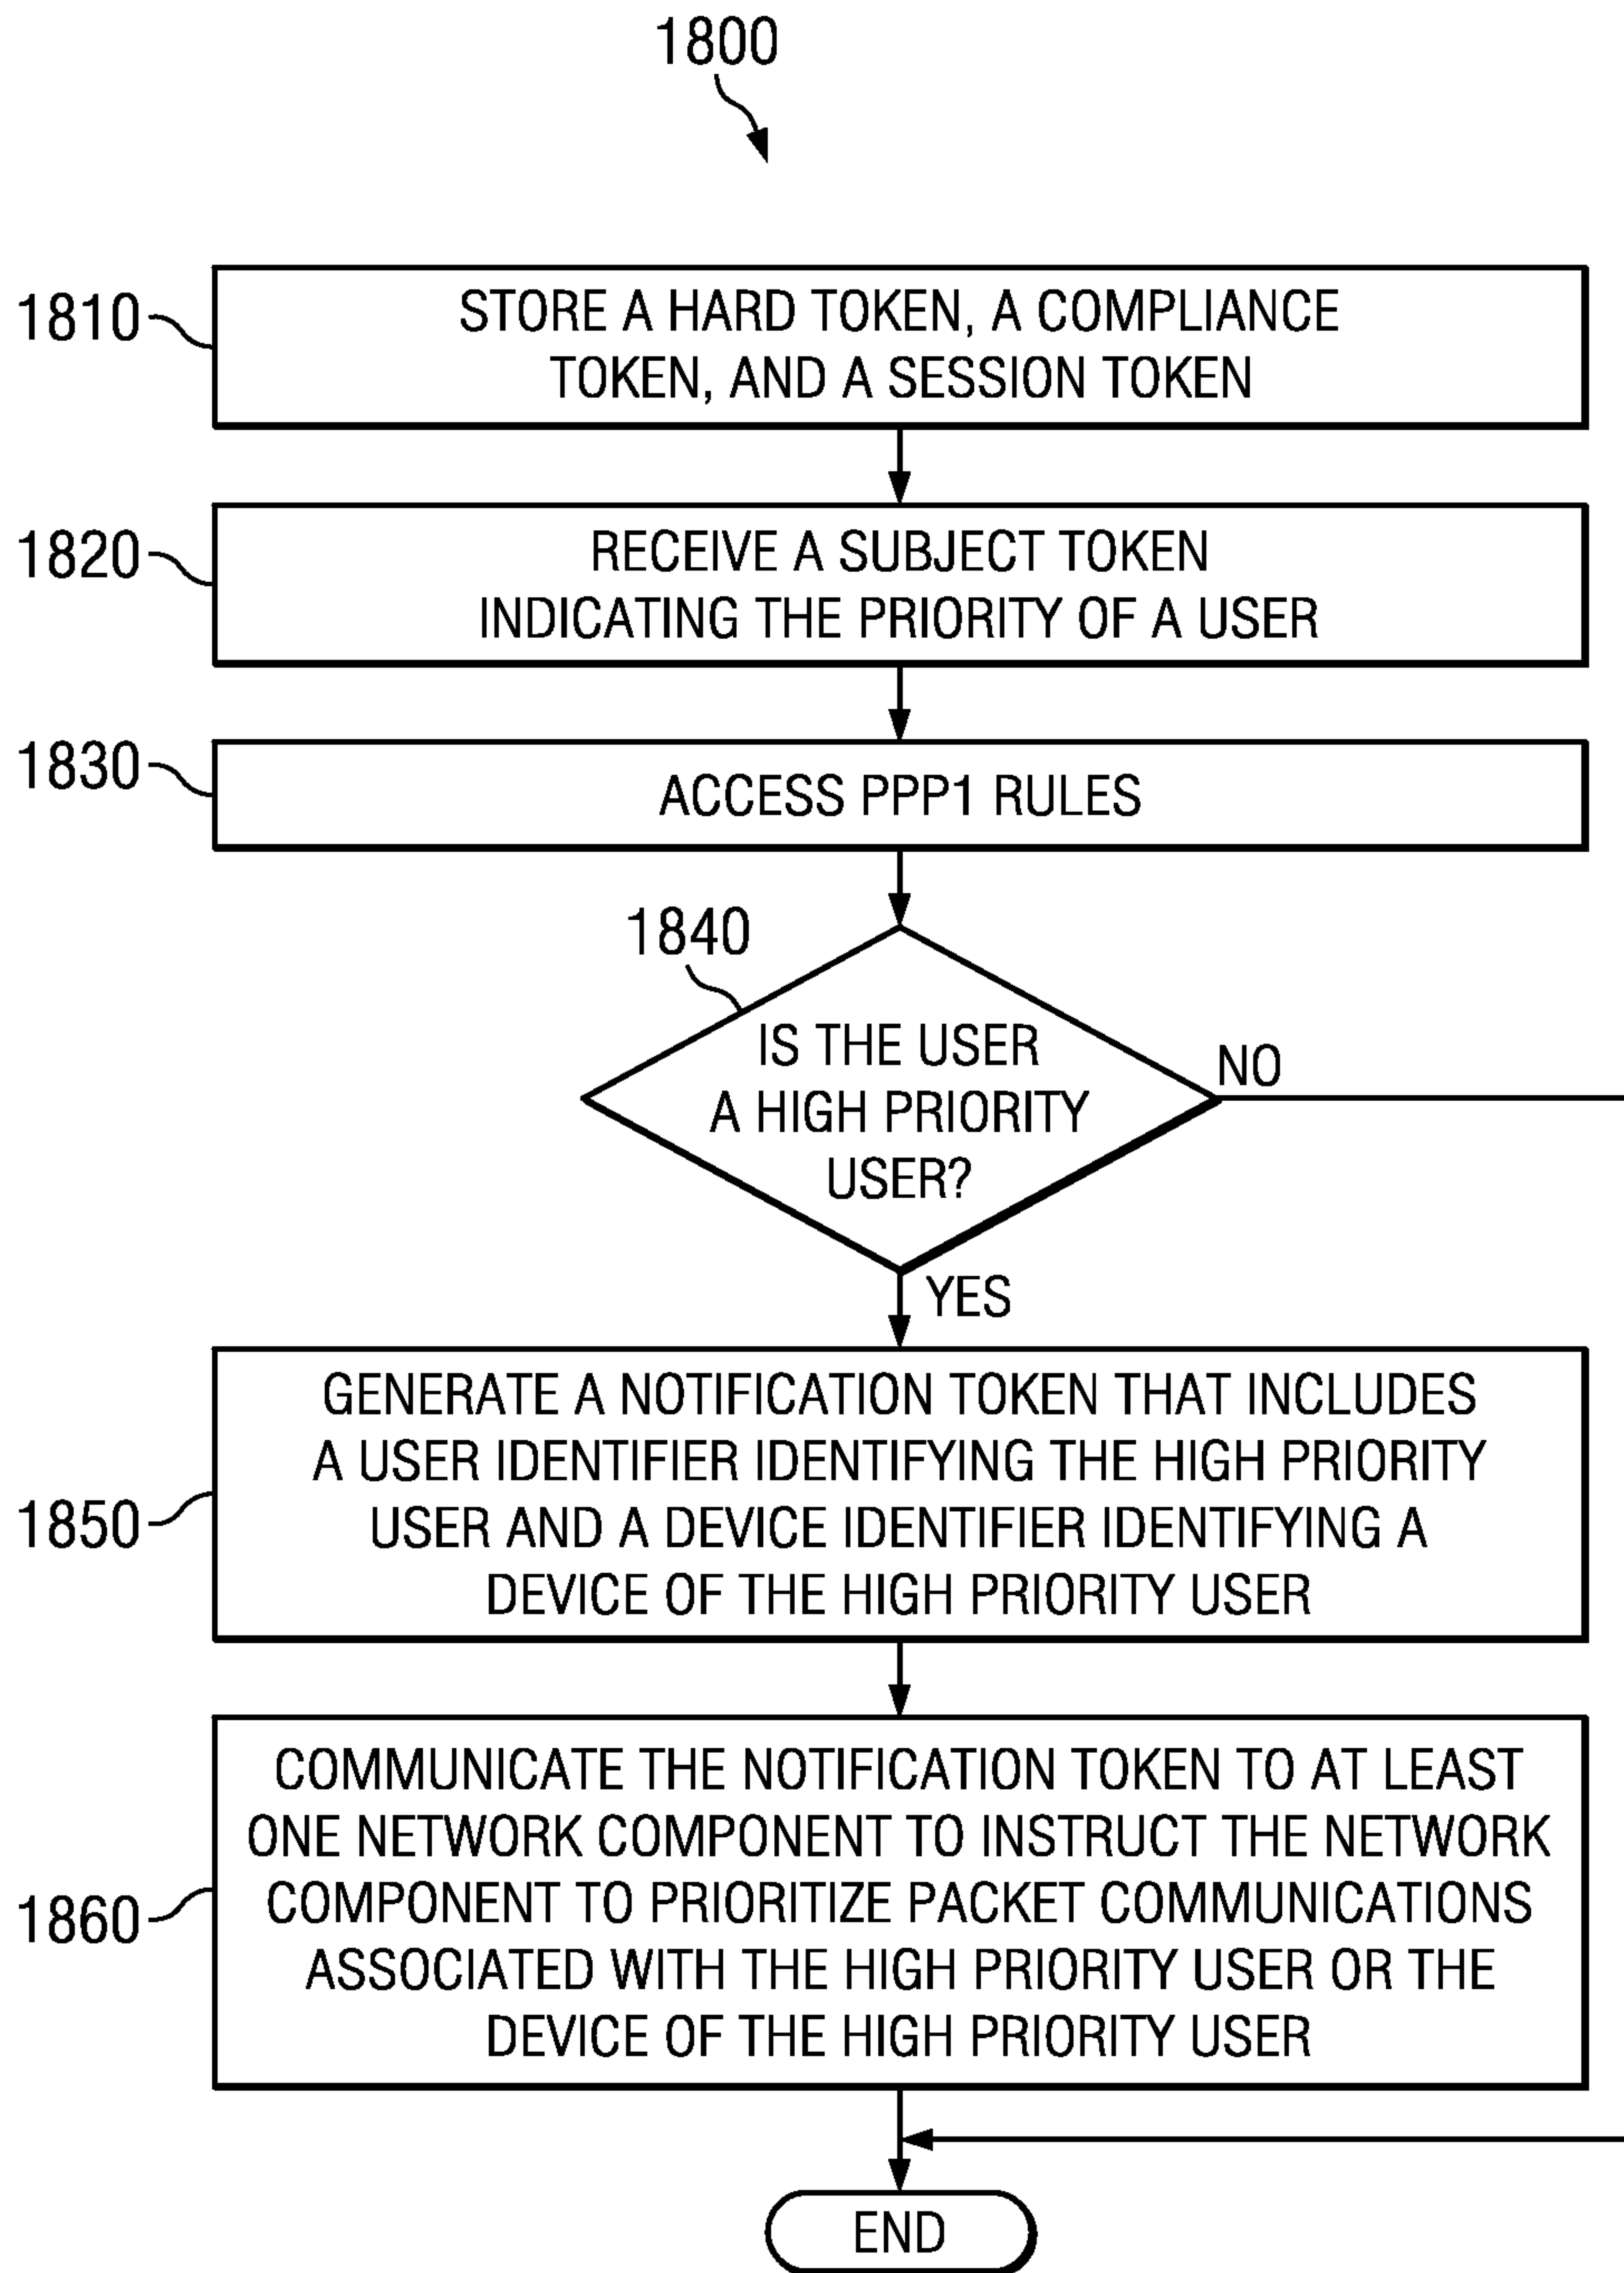 1800
1810
STORE A HARD TOKEN, A COMPLIANCE
TOKEN, AND A SESSION TOKEN
1820
RECEIVE A SUBJECT TOKEN
INDICATING THE PRIORITY OF A USER
1830
ACCESS PPP1 RULES
1840
IS THE USER
A HIGH PRIORITY
USER?
NO
YES
1850
GENERATE A NOTIFICATION TOKEN THAT INCLUDES
A USER IDENTIFIER IDENTIFYING THE HIGH PRIORITY
USER AND A DEVICE IDENTIFIER IDENTIFYING A
DEVICE OF THE HIGH PRIORITY USER
1860
COMMUNICATE THE NOTIFICATION TOKEN TO AT LEAST
ONE NETWORK COMPONENT TO INSTRUCT THE NETWORK
COMPONENT TO PRIORITIZE PACKET COMMUNICATIONS
ASSOCIATED WITH THE HIGH PRIORITY USER OR THE
DEVICE OF THE HIGH PRIORITY USER
END